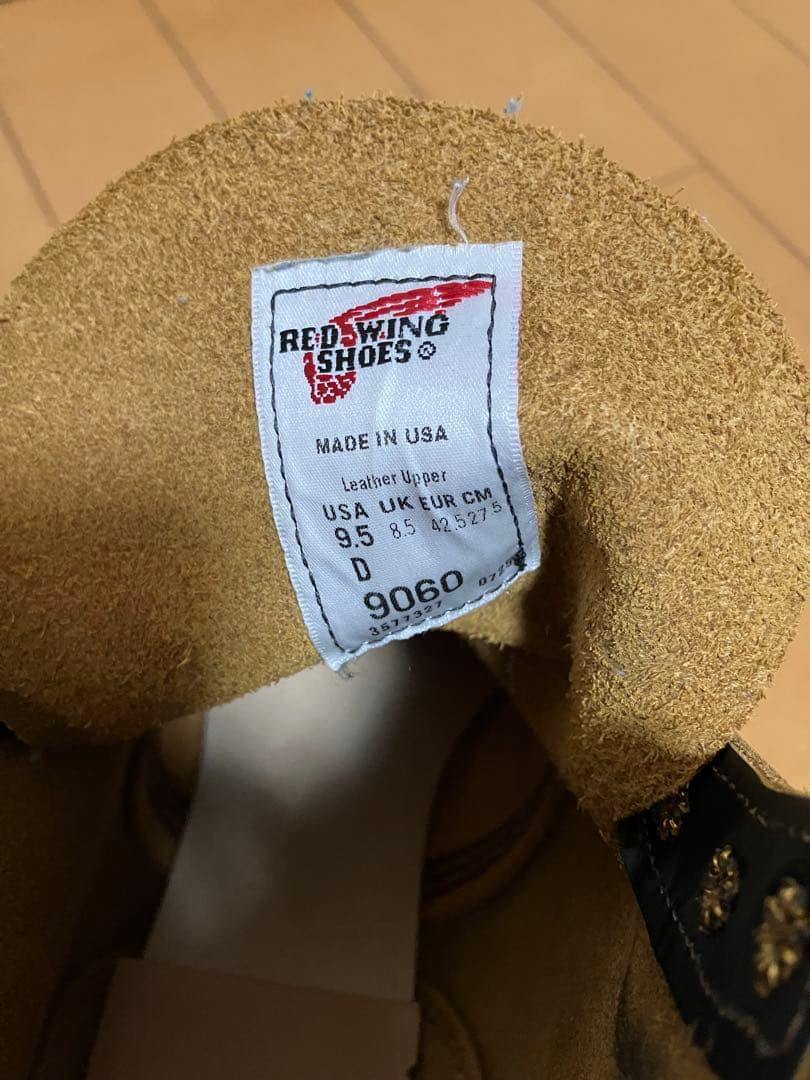 RED WING
SHOES ®
MADE IN USA
Leather Upper
USA UK EUR CM
9.5 8.5 42.5 27.5
D
9060
3577327